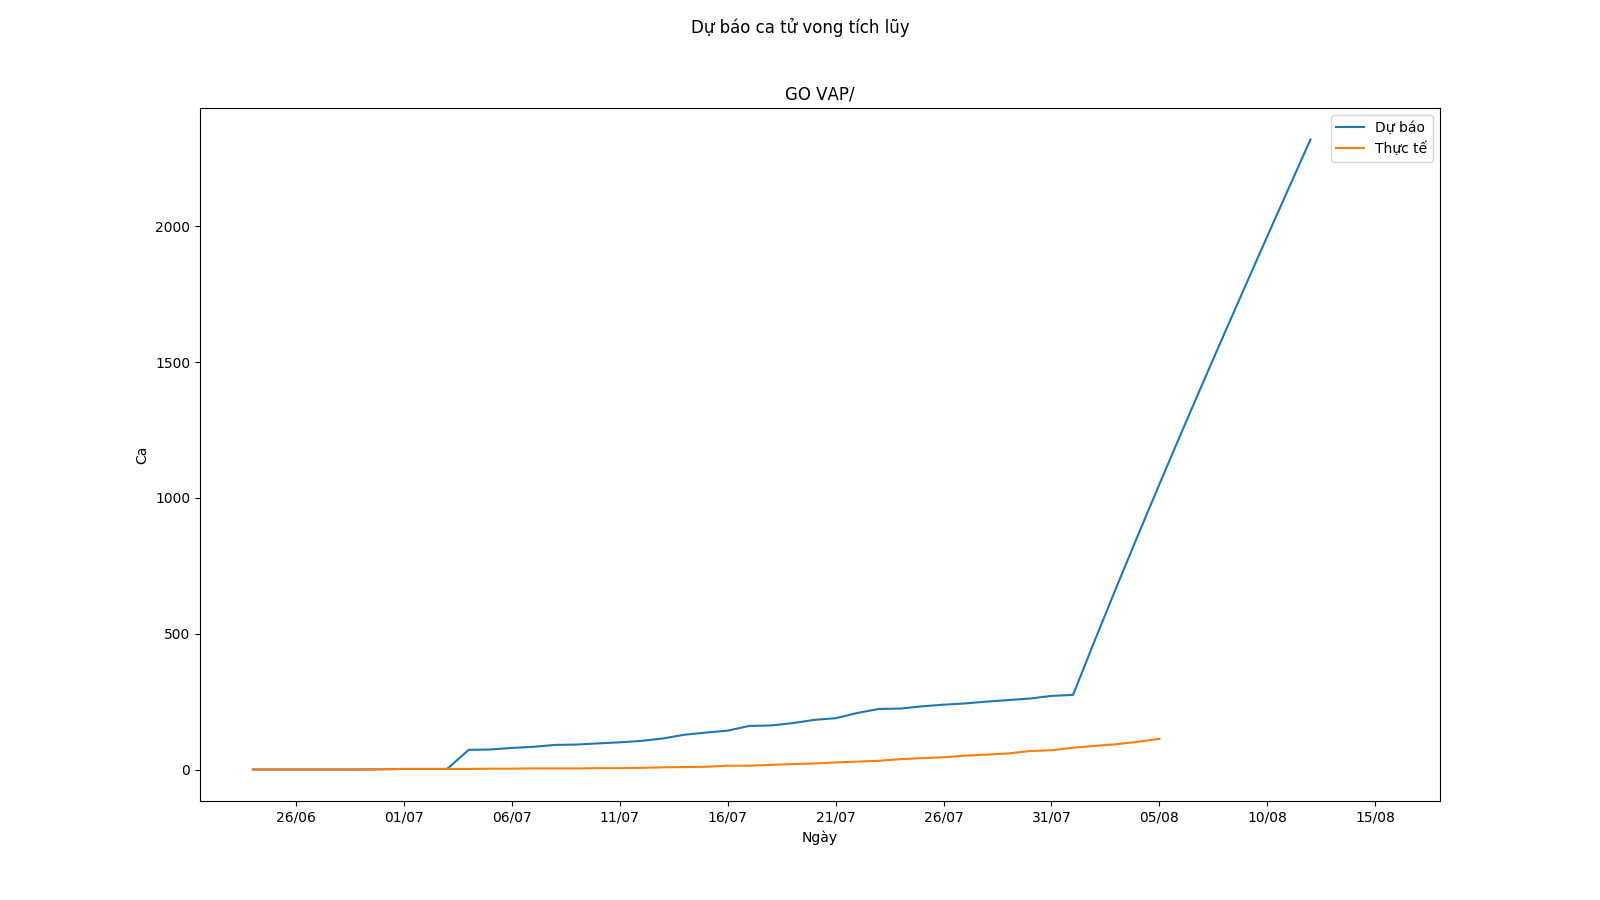 Dự báo ca tử vong tích lũy
GO VAP/
Dự báo
Thực tế
2000
1500
1000
500
0
Ca
26/06
01/07
06/07
11/07
16/07
21/07
26/07
31/07
05/08
10/08
15/08
Ngày